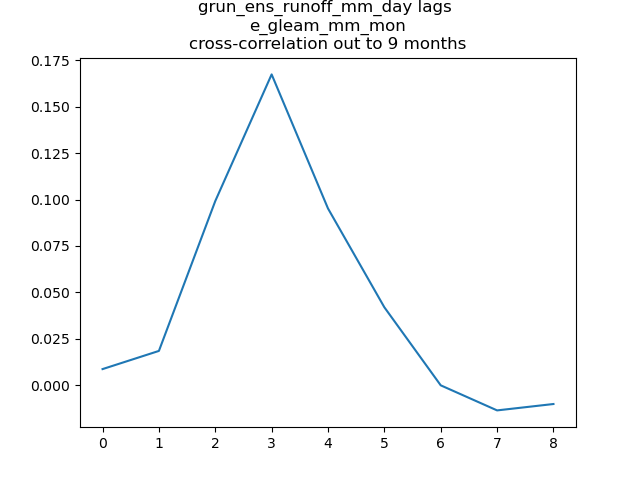 grun_ens_runoff_mm_day lags
e_gleam_mm_mon
cross-correlation out to 9 months
0.175
0.150
0.125
0.100
0.075
0.050
0.025
0.000
0 1 2 3 4 5 6 7 8